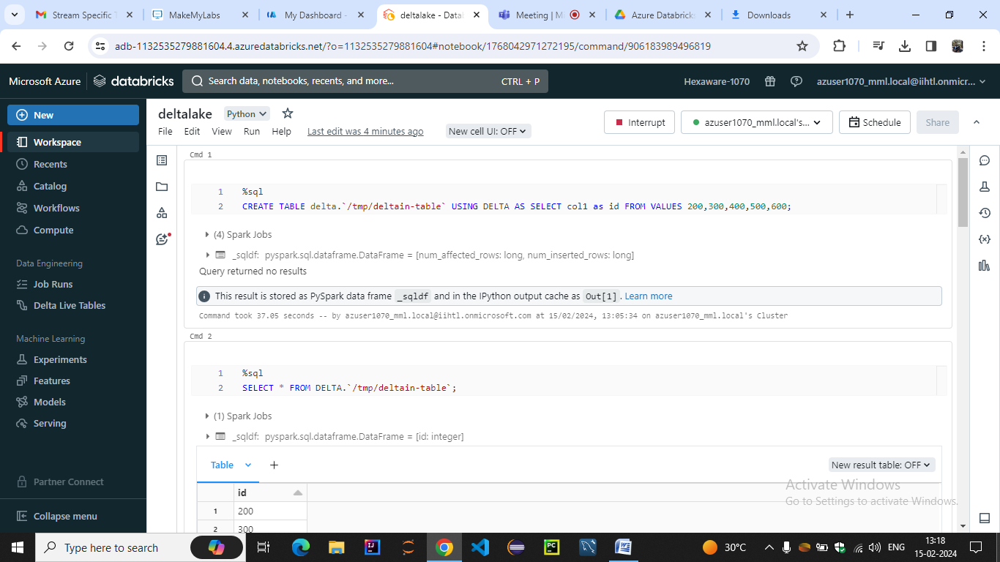 Stream Specific T
MakeMyLabs
My Dashboard -
deltalake - Datab
Meeting | M
Azure Databricks
Downloads
adb-1132535279881604.4.azuredatabricks.net/?o=1132535279881604#notebook/1768042971272195/command/906183989496819
Microsoft Azure
databricks
Search data, notebooks, recents, and more...
CTRL + P
Hexaware-1070
azuser1070_mml.local@iihtl.onmicr...
New
Workspace
Recents
Catalog
Workflows
Compute
Data Engineering
Job Runs
Delta Live Tables
Machine Learning
Experiments
Features
Models
Serving
Partner Connect
Collapse menu
deltalake
Python
File Edit View Run Help
Last edit was 4 minutes ago
New cell UI: OFF
Interrupt
azuser1070_mml.local's...
Schedule
Share
Cmd 1
1 %sql
2 CREATE TABLE delta.`/tmp/deltain-table` USING DELTA AS SELECT col1 as id FROM VALUES 200,300,400,500,600;
(4) Spark Jobs
_sqldf: pyspark.sql.dataframe.DataFrame = [num_affected_rows: long, num_inserted_rows: long]
Query returned no results
This result is stored as PySpark data frame _sqldf and in the IPython output cache as Out[1]. Learn more
Command took 37.05 seconds -- by azuser1070_mml.local@iihtl.onmicrosoft.com at 15/02/2024, 13:05:34 on azuser1070_mml.local's Cluster
Cmd 2
1 %sql
2 SELECT * FROM DELTA.`/tmp/deltain-table`;
(1) Spark Jobs
_sqldf: pyspark.sql.dataframe.DataFrame = [id: integer]
Table
New result table: OFF
id
1 200
2 300
Activate Windows
Go to Settings to activate Windows.
Type here to search
30°C
ENG
13:18
15-02-2024